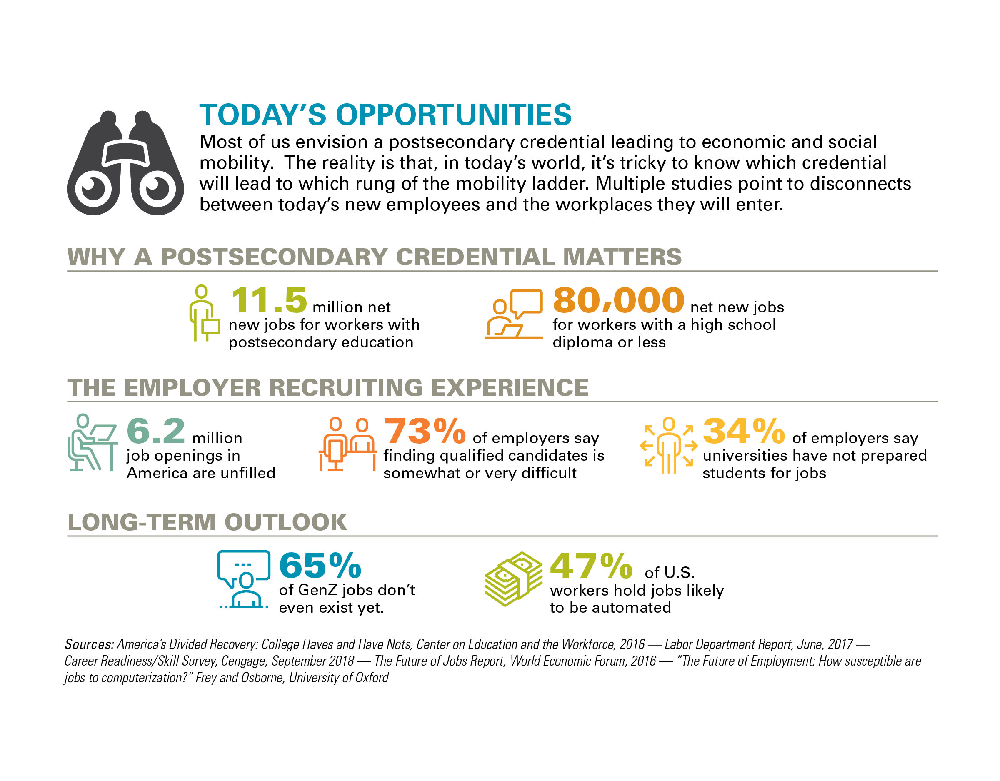 TODAY’S OPPORTUNITIES
Most of us envision a postsecondary credential leading to economic and social
mobility.  The reality is that, in today’s world, it’s tricky to know which credential
will lead to which rung of the mobility ladder. Multiple studies point to disconnects
between today’s new employees and the workplaces they will enter.
WHY A POSTSECONDARY CREDENTIAL MATTERS
11.5 million net
new jobs for workers with
postsecondary education
80,000 net new jobs
for workers with a high school
diploma or less
THE EMPLOYER RECRUITING EXPERIENCE
6.2 million
job openings in
America are unfilled
73% of employers say
finding qualified candidates is
somewhat or very difficult
34% of employers say
universities have not prepared
students for jobs
LONG-TERM OUTLOOK
65%
of GenZ jobs don’t
even exist yet.
47% of U.S.
workers hold jobs likely
to be automated
Sources: America’s Divided Recovery: College Haves and Have Nots, Center on Education and the Workforce, 2016 — Labor Department Report, June, 2017 —
Career Readiness/Skill Survey, Cengage, September 2018 — The Future of Jobs Report, World Economic Forum, 2016 — “The Future of Employment: How susceptible are
jobs to computerization?” Frey and Osborne, University of Oxford